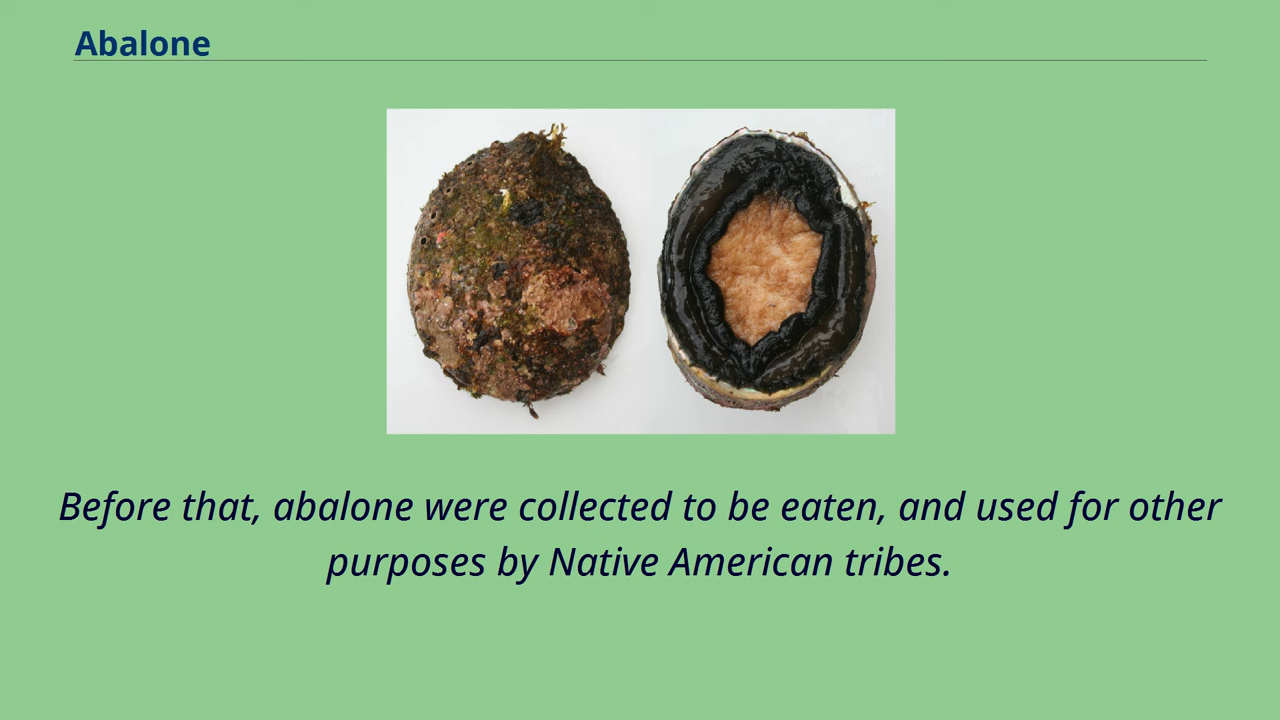 Abalone
Before that, abalone were collected to be eaten, and used for other
purposes by Native American tribes.